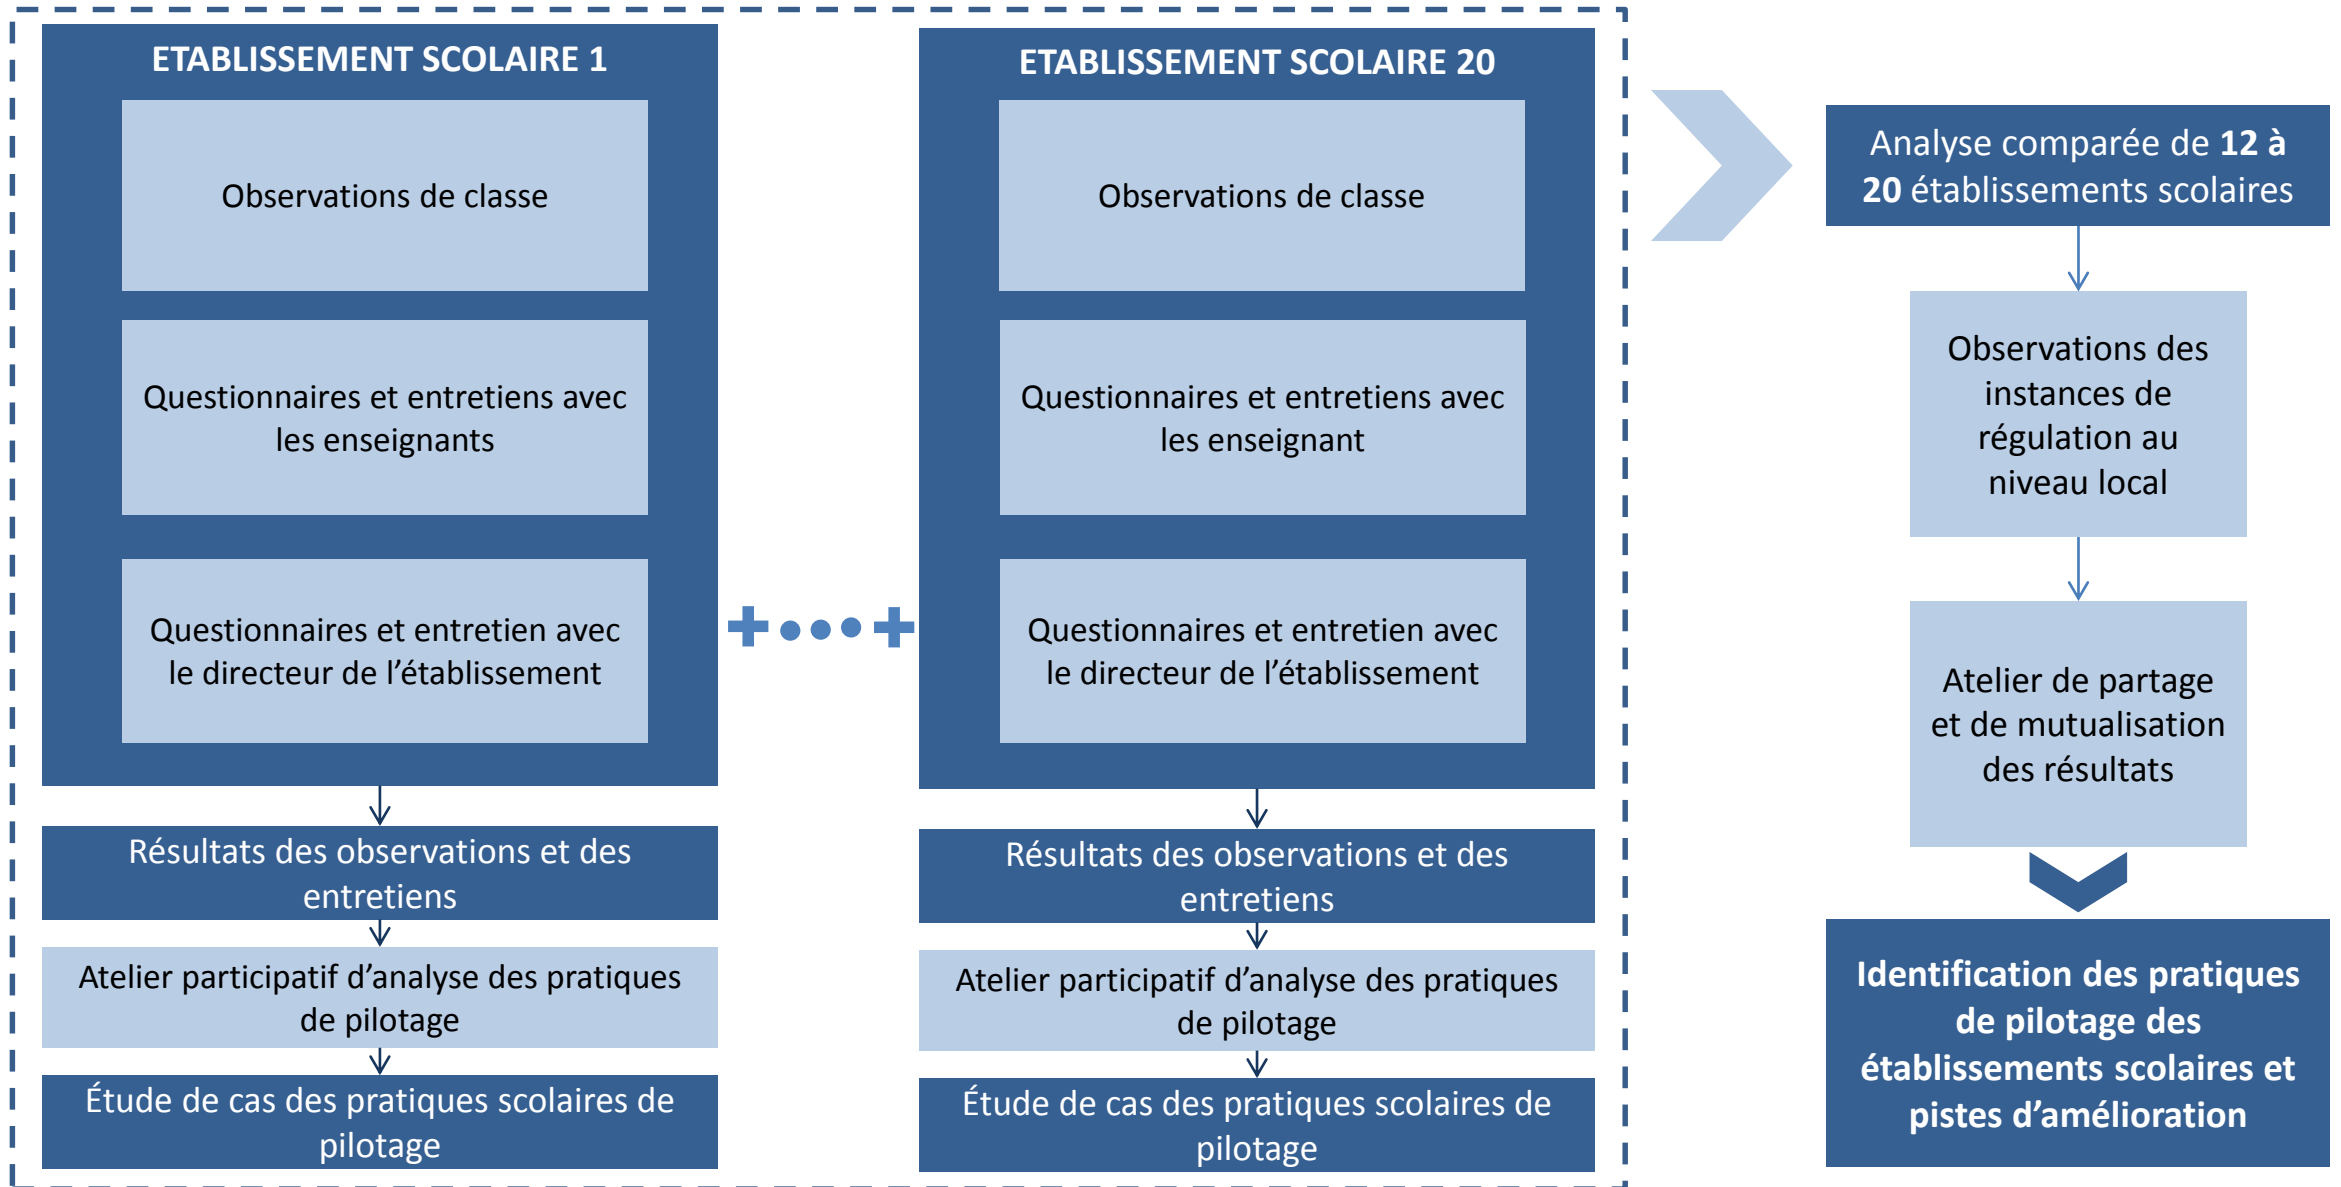 ETABLISSEMENT SCOLAIRE 1
Observations de classe
Questionnaires et entretiens avec
les enseignants
Questionnaires et entretien avec
le directeur de l’établissement
Résultats des observations et des
entretiens
Atelier participatif d’analyse des pratiques
de pilotage
Étude de cas des pratiques scolaires de
pilotage
ETABLISSEMENT SCOLAIRE 20
Observations de classe
Questionnaires et entretiens avec
les enseignant
Questionnaires et entretien avec
le directeur de l’établissement
Résultats des observations et des
entretiens
Atelier participatif d’analyse des pratiques
de pilotage
Étude de cas des pratiques scolaires de
pilotage
Analyse comparée de 12 à
20 établissements scolaires
Observations des
instances de
régulation au
niveau local
Atelier de partage
et de mutualisation
des résultats
Identification des pratiques
de pilotage des
établissements scolaires et
pistes d’amélioration